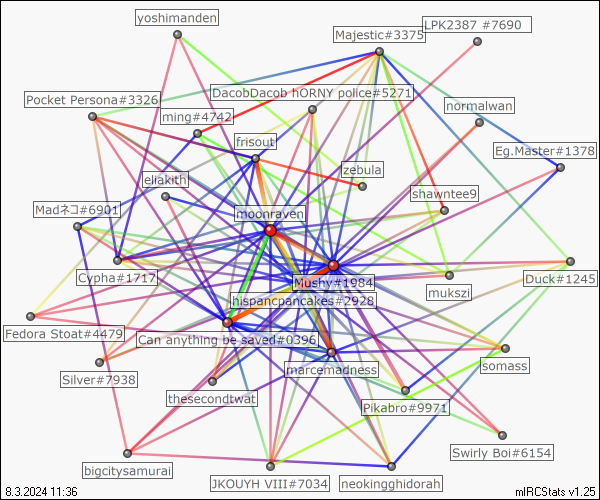 yoshimanden
LPK2387 #7690
Majestic#3375
DacobDacob hORNY police#5271
Pocket Persona#3326
normalwan
ming#4742
frisout
Eg.Master#1378
zebula
eliakith
shawntee9
Madネコ#6901
moonraven
Cypha#1717
Mushy#1984
mukszi
Duck#1245
hispancpancakes#2928
Fedora Stoat#4479
Can anything be saved#0396
marcemadness
somass
Silver#7938
thesecondtwat
Pikabro#9971
Swirly Boi#6154
bigcitysamurai
JKOUYH VIII#7034
neokingghidorah
8.3.2024 11:36
mIRCStats v1.25